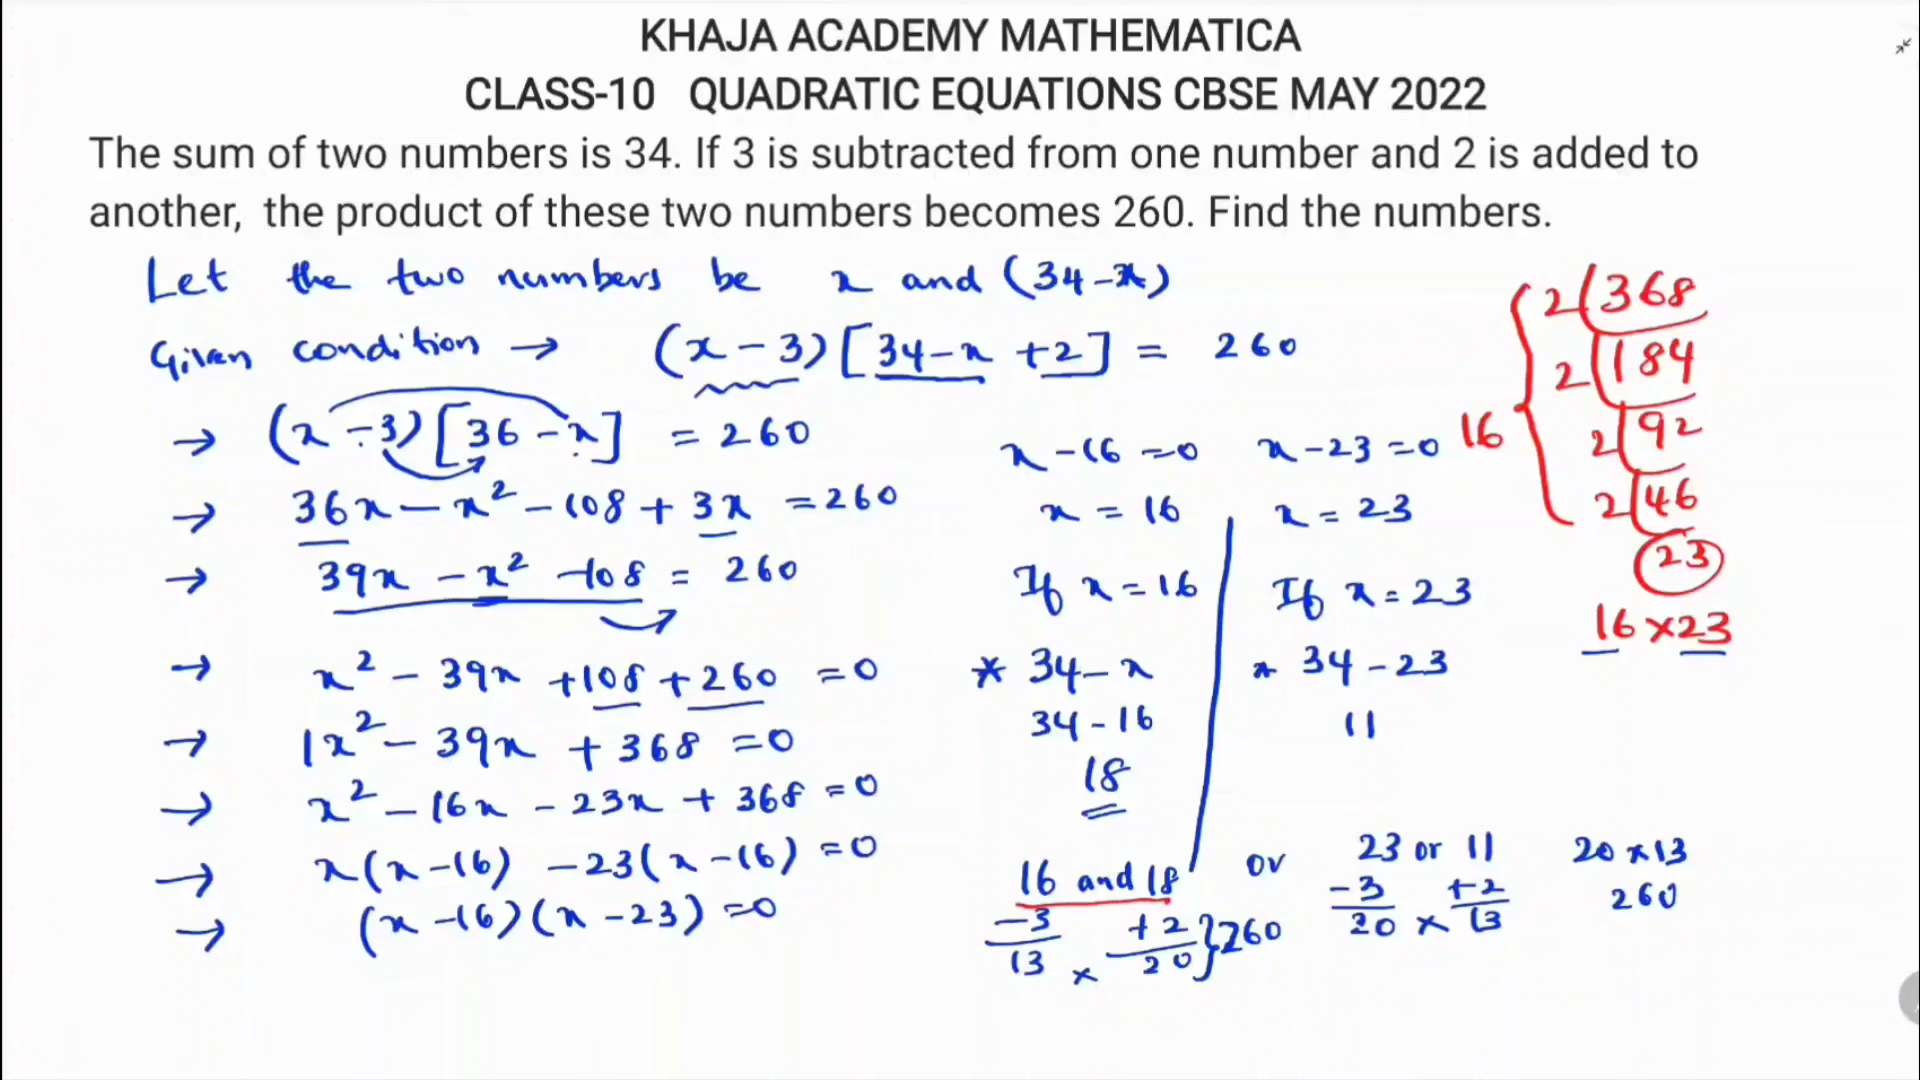 KHAJA ACADEMY MATHEMATICA
CLASS-10 QUADRATIC EQUATIONS CBSE MAY 2022
The sum of two numbers is 34. If 3 is subtracted from one number and 2 is added to
another, the product of these two numbers becomes 260. Find the numbers.
Let the two numbers be x and (34-x)
Given condition → (x-3)[34-x+2] = 260
→ (x-3)[36-x] = 260
→ 36x - x² - 108 + 3x = 260
→ 39x - x² - 108 = 260
→ x² - 39x + 108 + 260 = 0
→ 1x² - 39x + 368 = 0
→ x² - 16x - 23x + 368 = 0
→ x(x-16) - 23(x-16) = 0
→ (x-16)(x-23) = 0
x-16=0
x = 16
If x = 16
* 34-x
34-16
18
x-23=0
x = 23
If x = 23
* 34-23
11
16 and 18 or 23 or 11
-3 +2 } 260
13 × 20
-3 +2
20 × 13
20×13
260
16
2 368
2 184
2 92
2 46
23
16×23